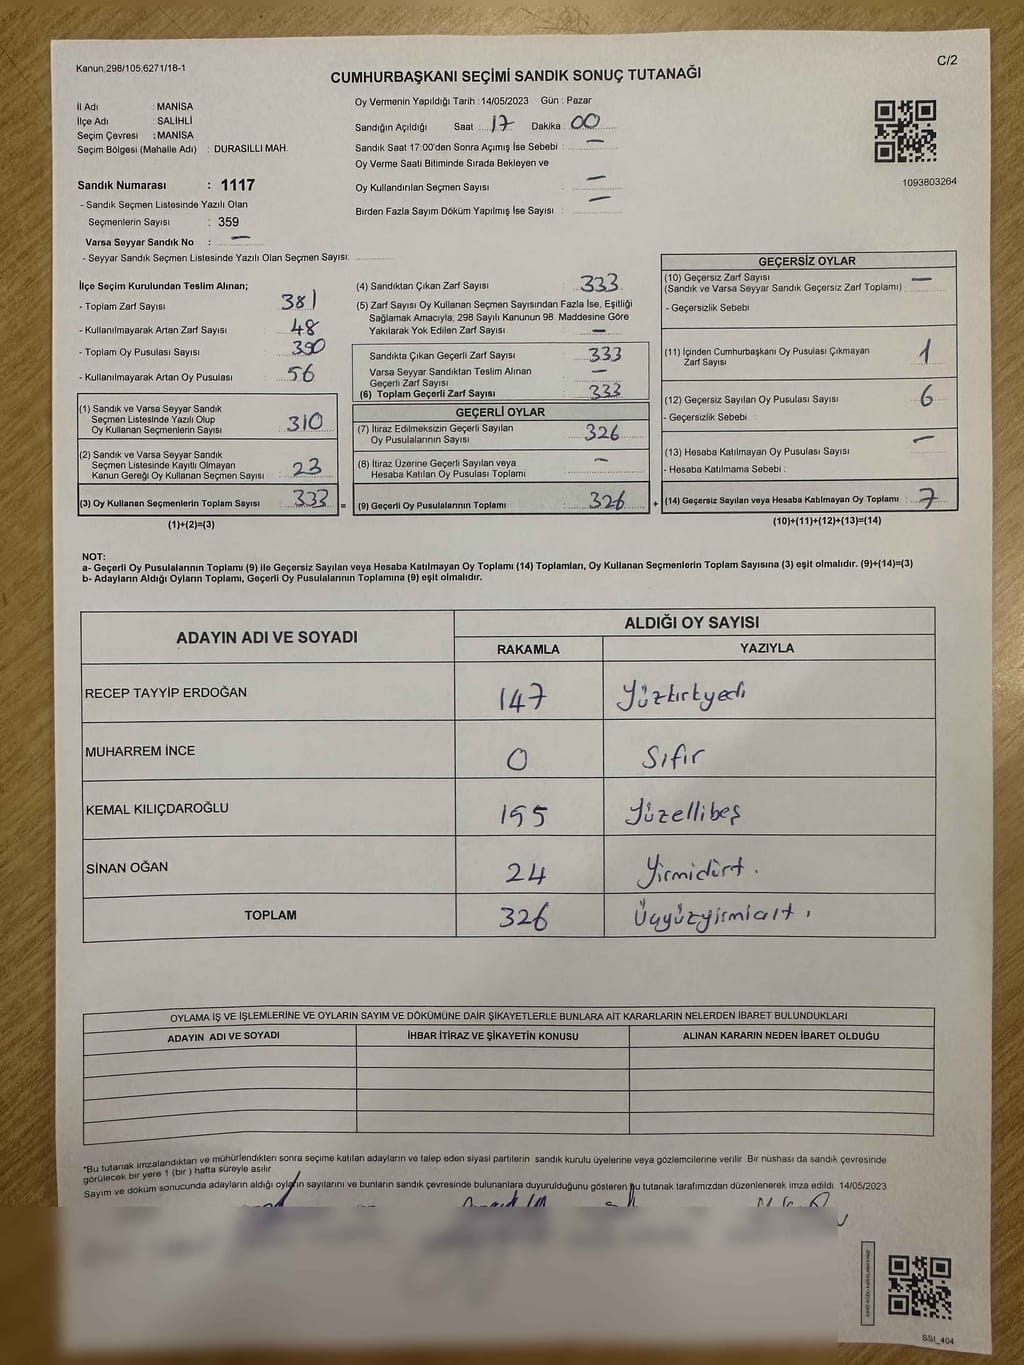 Kanun,298/105,6271/18-1
C/2
CUMHURBAŞKANI SEÇİMİ SANDIK SONUÇ TUTANAĞI
İl Adı : MANİSA
İlçe Adı : SALİHLİ
Seçim Çevresi : MANİSA
Seçim Bölgesi (Mahalle Adı) : DURASILLI MAH.
Sandık Numarası : 1117
- Sandık Seçmen Listesinde Yazılı Olan
Seçmenlerin Sayısı : 359
Varsa Seyyar Sandık No : —
- Seyyar Sandık Seçmen Listesinde Yazılı Olan Seçmen Sayısı:
Oy Vermenin Yapıldığı Tarih : 14/05/2023 Gün : Pazar
Sandığın Açıldığı Saat : 17 Dakika : 00
Sandık Saat 17:00'den Sonra Açımış İse Sebebi : —
Oy Verme Saati Bitiminde Sırada Bekleyen ve
Oy Kullandırılan Seçmen Sayısı —
Birden Fazla Sayım Döküm Yapılmış İse Sayısı : —
1093803264
İlçe Seçim Kurulundan Teslim Alınan;
- Toplam Zarf Sayısı : 381
- Kullanılmayarak Artan Zarf Sayısı : 48
- Toplam Oy Pusulası Sayısı : 390
- Kullanılmayarak Artan Oy Pusulası : 56
(1) Sandık ve Varsa Seyyar Sandık
Seçmen Listesinde Yazılı Olup
Oy Kullanan Seçmenlerin Sayısı : 310
(2) Sandık ve Varsa Seyyar Sandık
Seçmen Listesinde Kayıtlı Olmayan
Kanun Gereği Oy Kullanan Seçmen Sayısı : 23
(3) Oy Kullanan Seçmenlerin Toplam Sayısı : 333 =
(1)+(2)=(3)
(4) Sandıktan Çıkan Zarf Sayısı : 333
(5) Zarf Sayısı Oy Kullanan Seçmen Sayısından Fazla İse, Eşitliği
Sağlamak Amacıyla; 298 Sayılı Kanunun 98. Maddesine Göre
Yakılarak Yok Edilen Zarf Sayısı : —
Sandıkta Çıkan Geçerli Zarf Sayısı : 333
Varsa Seyyar Sandıktan Teslim Alınan
Geçerli Zarf Sayısı : —
(6) Toplam Geçerli Zarf Sayısı : 333
GEÇERLİ OYLAR
(7) İtiraz Edilmeksizin Geçerli Sayılan
Oy Pusulalarının Sayısı : 326
(8) İtiraz Üzerine Geçerli Sayılan veya
Hesaba Katılan Oy Pusulası Toplamı : —
(9) Geçerli Oy Pusulalarının Toplamı : 326 +
GEÇERSİZ OYLAR
(10) Geçersiz Zarf Sayısı
(Sandık ve Varsa Seyyar Sandık Geçersiz Zarf Toplamı) : —
- Geçersizlik Sebebi :
(11) İçinden Cumhurbaşkanı Oy Pusulası Çıkmayan
Zarf Sayısı : 1
(12) Geçersiz Sayılan Oy Pusulası Sayısı : 6
- Geçersizlik Sebebi :
(13) Hesaba Katılmayan Oy Pusulası Sayısı : —
- Hesaba Katılmama Sebebi :
(14) Geçersiz Sayılan veya Hesaba Katılmayan Oy Toplamı : 7
(10)+(11)+(12)+(13)=(14)
NOT:
a- Geçerli Oy Pusulalarının Toplamı (9) ile Geçersiz Sayılan veya Hesaba Katılmayan Oy Toplamı (14) Toplamları, Oy Kullanan Seçmenlerin Toplam Sayısına (3) eşit olmalıdır. (9)+(14)=(3)
b- Adayların Aldığı Oyların Toplamı, Geçerli Oy Pusulalarının Toplamına (9) eşit olmalıdır.
ADAYIN ADI VE SOYADI
ALDIĞI OY SAYISI
RAKAMLA YAZIYLA
RECEP TAYYİP ERDOĞAN 147 Yüzkırkyedi
MUHARREM İNCE 0 Sıfır
KEMAL KILIÇDAROĞLU 155 Yüzellibeş
SİNAN OĞAN 24 Yirmidört .
TOPLAM 326 Üçyüzyirmialt .
OYLAMA İŞ VE İŞLEMLERİNE VE OYLARIN SAYIM VE DÖKÜMÜNE DAİR ŞİKAYETLERLE BUNLARA AİT KARARLARIN NELERDEN İBARET BULUNDUKLARI
ADAYIN ADI VE SOYADI İHBAR İTİRAZ VE ŞİKAYETİN KONUSU ALINAN KARARIN NEDEN İBARET OLDUĞU
*Bu tutanak imzalandıktan ve mühürlendikten sonra seçime katılan adayların ve talep eden siyasi partilerin sandık kurulu üyelerine veya gözlemcilerine verilir. Bir nüshası da sandık çevresinde
görülecek bir yere 1 (bir ) hafta süreyle asılır.
Sayım ve döküm sonucunda adayların aldığı oyların sayılarını ve bunların sandık çevresinde bulunanlara duyurulduğunu gösteren bu tutanak tarafımızdan düzenlenerek imza edildi. 14/05/2023
SSI_404